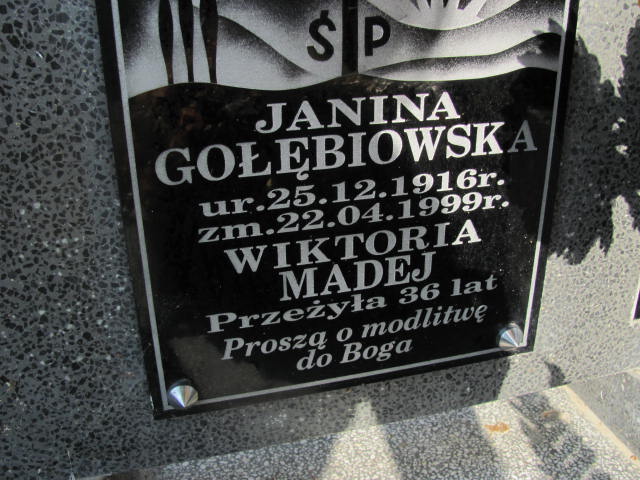 Ś P
JANINA
GOŁĘBIOWSKA
ur.25.12.1916r.
zm.22.04.1999r.
WIKTORIA
MADEJ
Przeżyła 36 lat
Proszą o modlitwę
do Boga